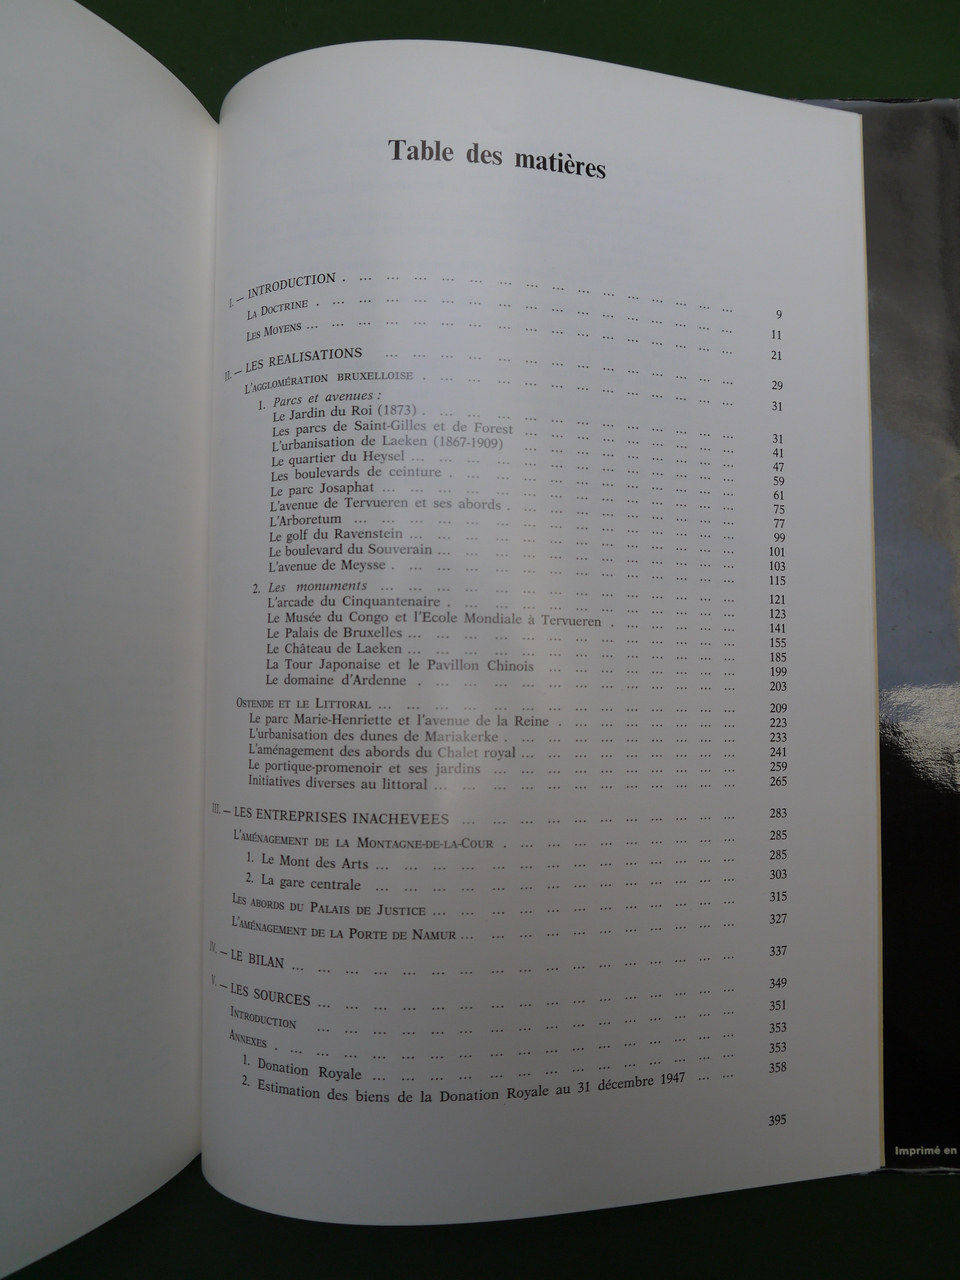 Table des matières
I. — INTRODUCTION . ... ... ... ... ... ... ... ... ... ... ... ... ... ... 9
La Doctrine . ... ... ... ... ... ... ... ... ... ... ... ... ... ... ... 11
Les Moyens ... ... ... ... ... ... ... ... ... ... ... ... ... ... ... ... 21
II. — LES REALISATIONS ... ... ... ... ... ... ... ... ... ... ... ... ... 29
L'agglomération bruxelloise . ... ... ... ... ... ... ... ... ... ... ... 31
1. Parcs et avenues :
Le Jardin du Roi (1873) . ... ... ... ... ... ... ... ... ... ... ... 31
Les parcs de Saint-Gilles et de Forest ... ... ... ... ... ... ... ... 41
L'urbanisation de Laeken (1867-1909) ... ... ... ... ... ... ... ... 47
Le quartier du Heysel ... ... ... ... ... ... ... ... ... ... ... ... 59
Les boulevards de ceinture . ... ... ... ... ... ... ... ... ... ... 61
Le parc Josaphat ... ... ... ... ... ... ... ... ... ... ... ... ... 75
L'avenue de Tervueren et ses abords . ... ... ... ... ... ... ... ... 77
L'Arboretum ... ... ... ... ... ... ... ... ... ... ... ... ... ... 99
Le golf du Ravenstein ... ... ... ... ... ... ... ... ... ... ... ... 101
Le boulevard du Souverain ... ... ... ... ... ... ... ... ... ... ... 103
L'avenue de Meysse . ... ... ... ... ... ... ... ... ... ... ... ... 115
2. Les monuments ... ... ... ... ... ... ... ... ... ... ... ... ... 121
L'arcade du Cinquantenaire . ... ... ... ... ... ... ... ... ... ... 123
Le Musée du Congo et l'Ecole Mondiale à Tervueren . ... ... ... ... ... 141
Le Palais de Bruxelles ... ... ... ... ... ... ... ... ... ... ... ... 155
Le Château de Laeken ... ... ... ... ... ... ... ... ... ... ... ... 185
La Tour Japonaise et le Pavillon Chinois ... ... ... ... ... ... ... 199
Le domaine d'Ardenne . ... ... ... ... ... ... ... ... ... ... ... ... 203
Ostende et le Littoral ... ... ... ... ... ... ... ... ... ... ... ... 209
Le parc Marie-Henriette et l'avenue de la Reine . ... ... ... ... ... ... 223
L'urbanisation des dunes de Mariakerke . ... ... ... ... ... ... ... ... 233
L'aménagement des abords du Chalet royal ... ... ... ... ... ... ... ... 241
Le portique-promenoir et ses jardins ... ... ... ... ... ... ... ... ... 259
Initiatives diverses au littoral ... ... ... ... ... ... ... ... ... ... 265
III. — LES ENTREPRISES INACHEVEES ... ... ... ... ... ... ... ... ... ... 283
L'aménagement de la Montagne-de-la-Cour . ... ... ... ... ... ... ... ... 285
1. Le Mont des Arts ... ... ... ... ... ... ... ... ... ... ... ... ... 285
2. La gare centrale ... ... ... ... ... ... ... ... ... ... ... ... ... 303
Les abords du Palais de Justice ... ... ... ... ... ... ... ... ... ... 315
L'aménagement de la Porte de Namur ... ... ... ... ... ... ... ... ... 327
IV. — LE BILAN ... ... ... ... ... ... ... ... ... ... ... ... ... ... ... 337
V. — LES SOURCES ... ... ... ... ... ... ... ... ... ... ... ... ... ... 349
Introduction ... ... ... ... ... ... ... ... ... ... ... ... ... ... ... 351
Annexes . ... ... ... ... ... ... ... ... ... ... ... ... ... ... ... ... 353
1. Donation Royale ... ... ... ... ... ... ... ... ... ... ... ... ... 353
2. Estimation des biens de la Donation Royale au 31 décembre 1947 ... ... 358
395
Imprimé en